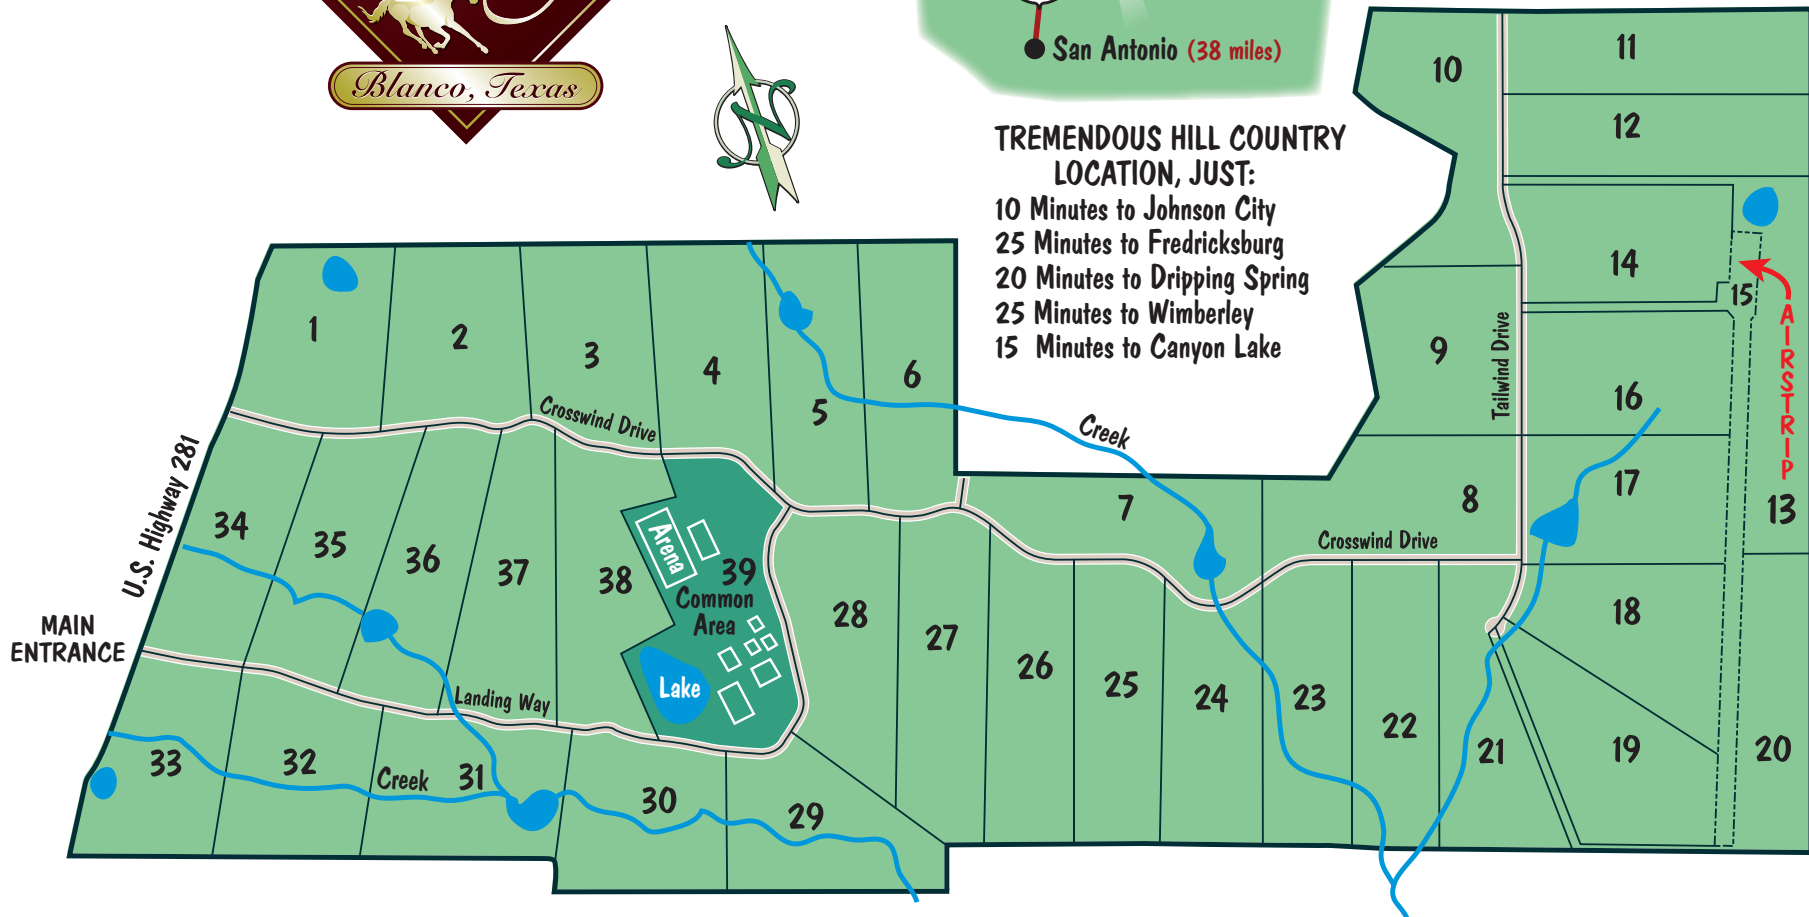 Blanco, Texas
N
San Antonio (38 miles)
TREMENDOUS HILL COUNTRY
LOCATION, JUST:
10 Minutes to Johnson City
25 Minutes to Fredricksburg
20 Minutes to Dripping Spring
25 Minutes to Wimberley
15 Minutes to Canyon Lake
10
11
12
14
15
AIRSTRIP
9
Tailwind Drive
16
17
13
8
7
Crosswind Drive
Creek
1
2
3
4
5
6
Crosswind Drive
U.S. Highway 281
34
35
36
37
38
Arena
39
Common
Area
Lake
28
27
26
25
24
23
22
21
18
19
20
MAIN
ENTRANCE
Landing Way
33
32
Creek
31
30
29